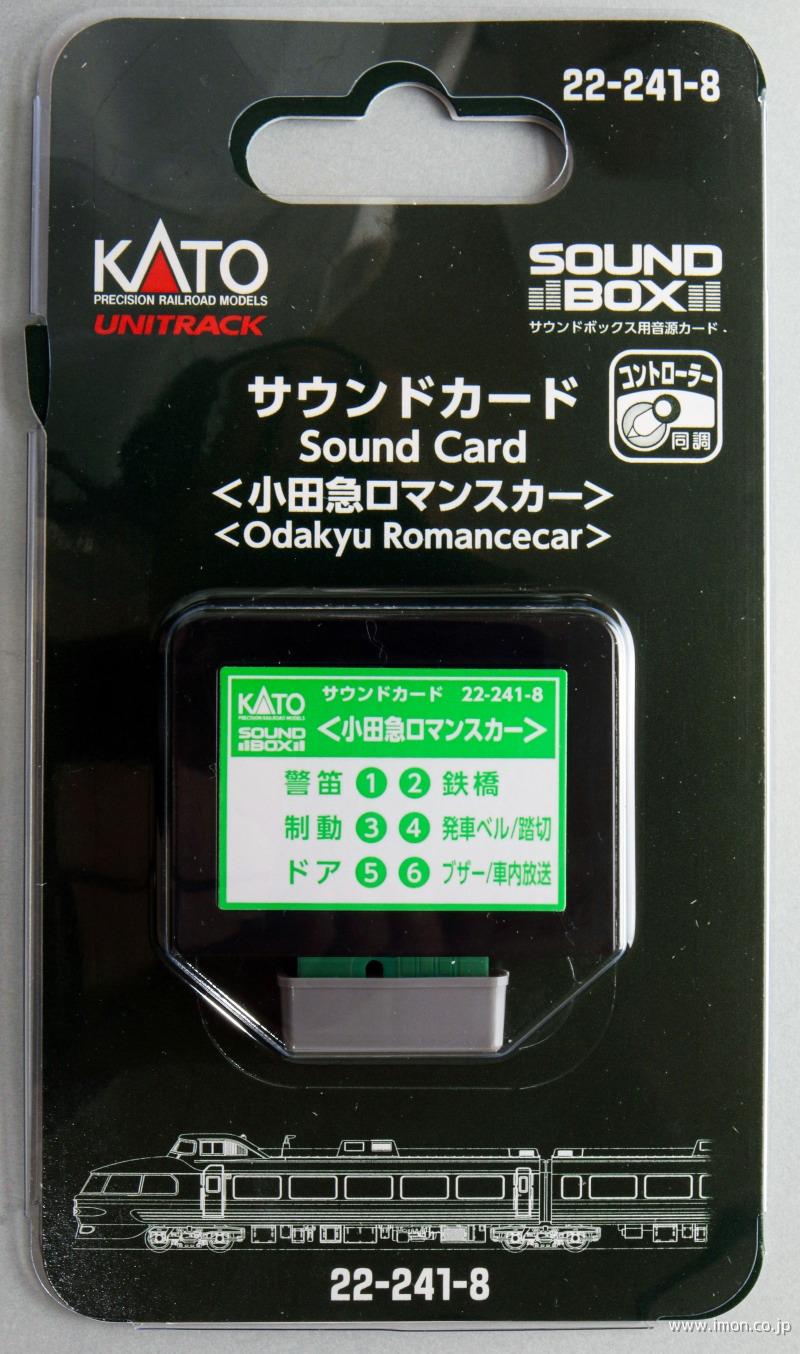 22-241-8
KATO
PRECISION RAILROAD MODELS
UNITRACK
SOUND
BOX
サウンドボックス用音源カード
コントローラー
同調
サウンドカード
Sound Card
<小田急ロマンスカー>
<Odakyu Romancecar>
KATO
PRECISION RAILROAD MODELS
サウンドカード 22-241-8
SOUND
BOX
<小田急ロマンスカー>
警笛 1 2 鉄橋
制動 3 4 発車ベル/踏切
ドア 5 6 ブザー/車内放送
22-241-8
www.imon.co.jp